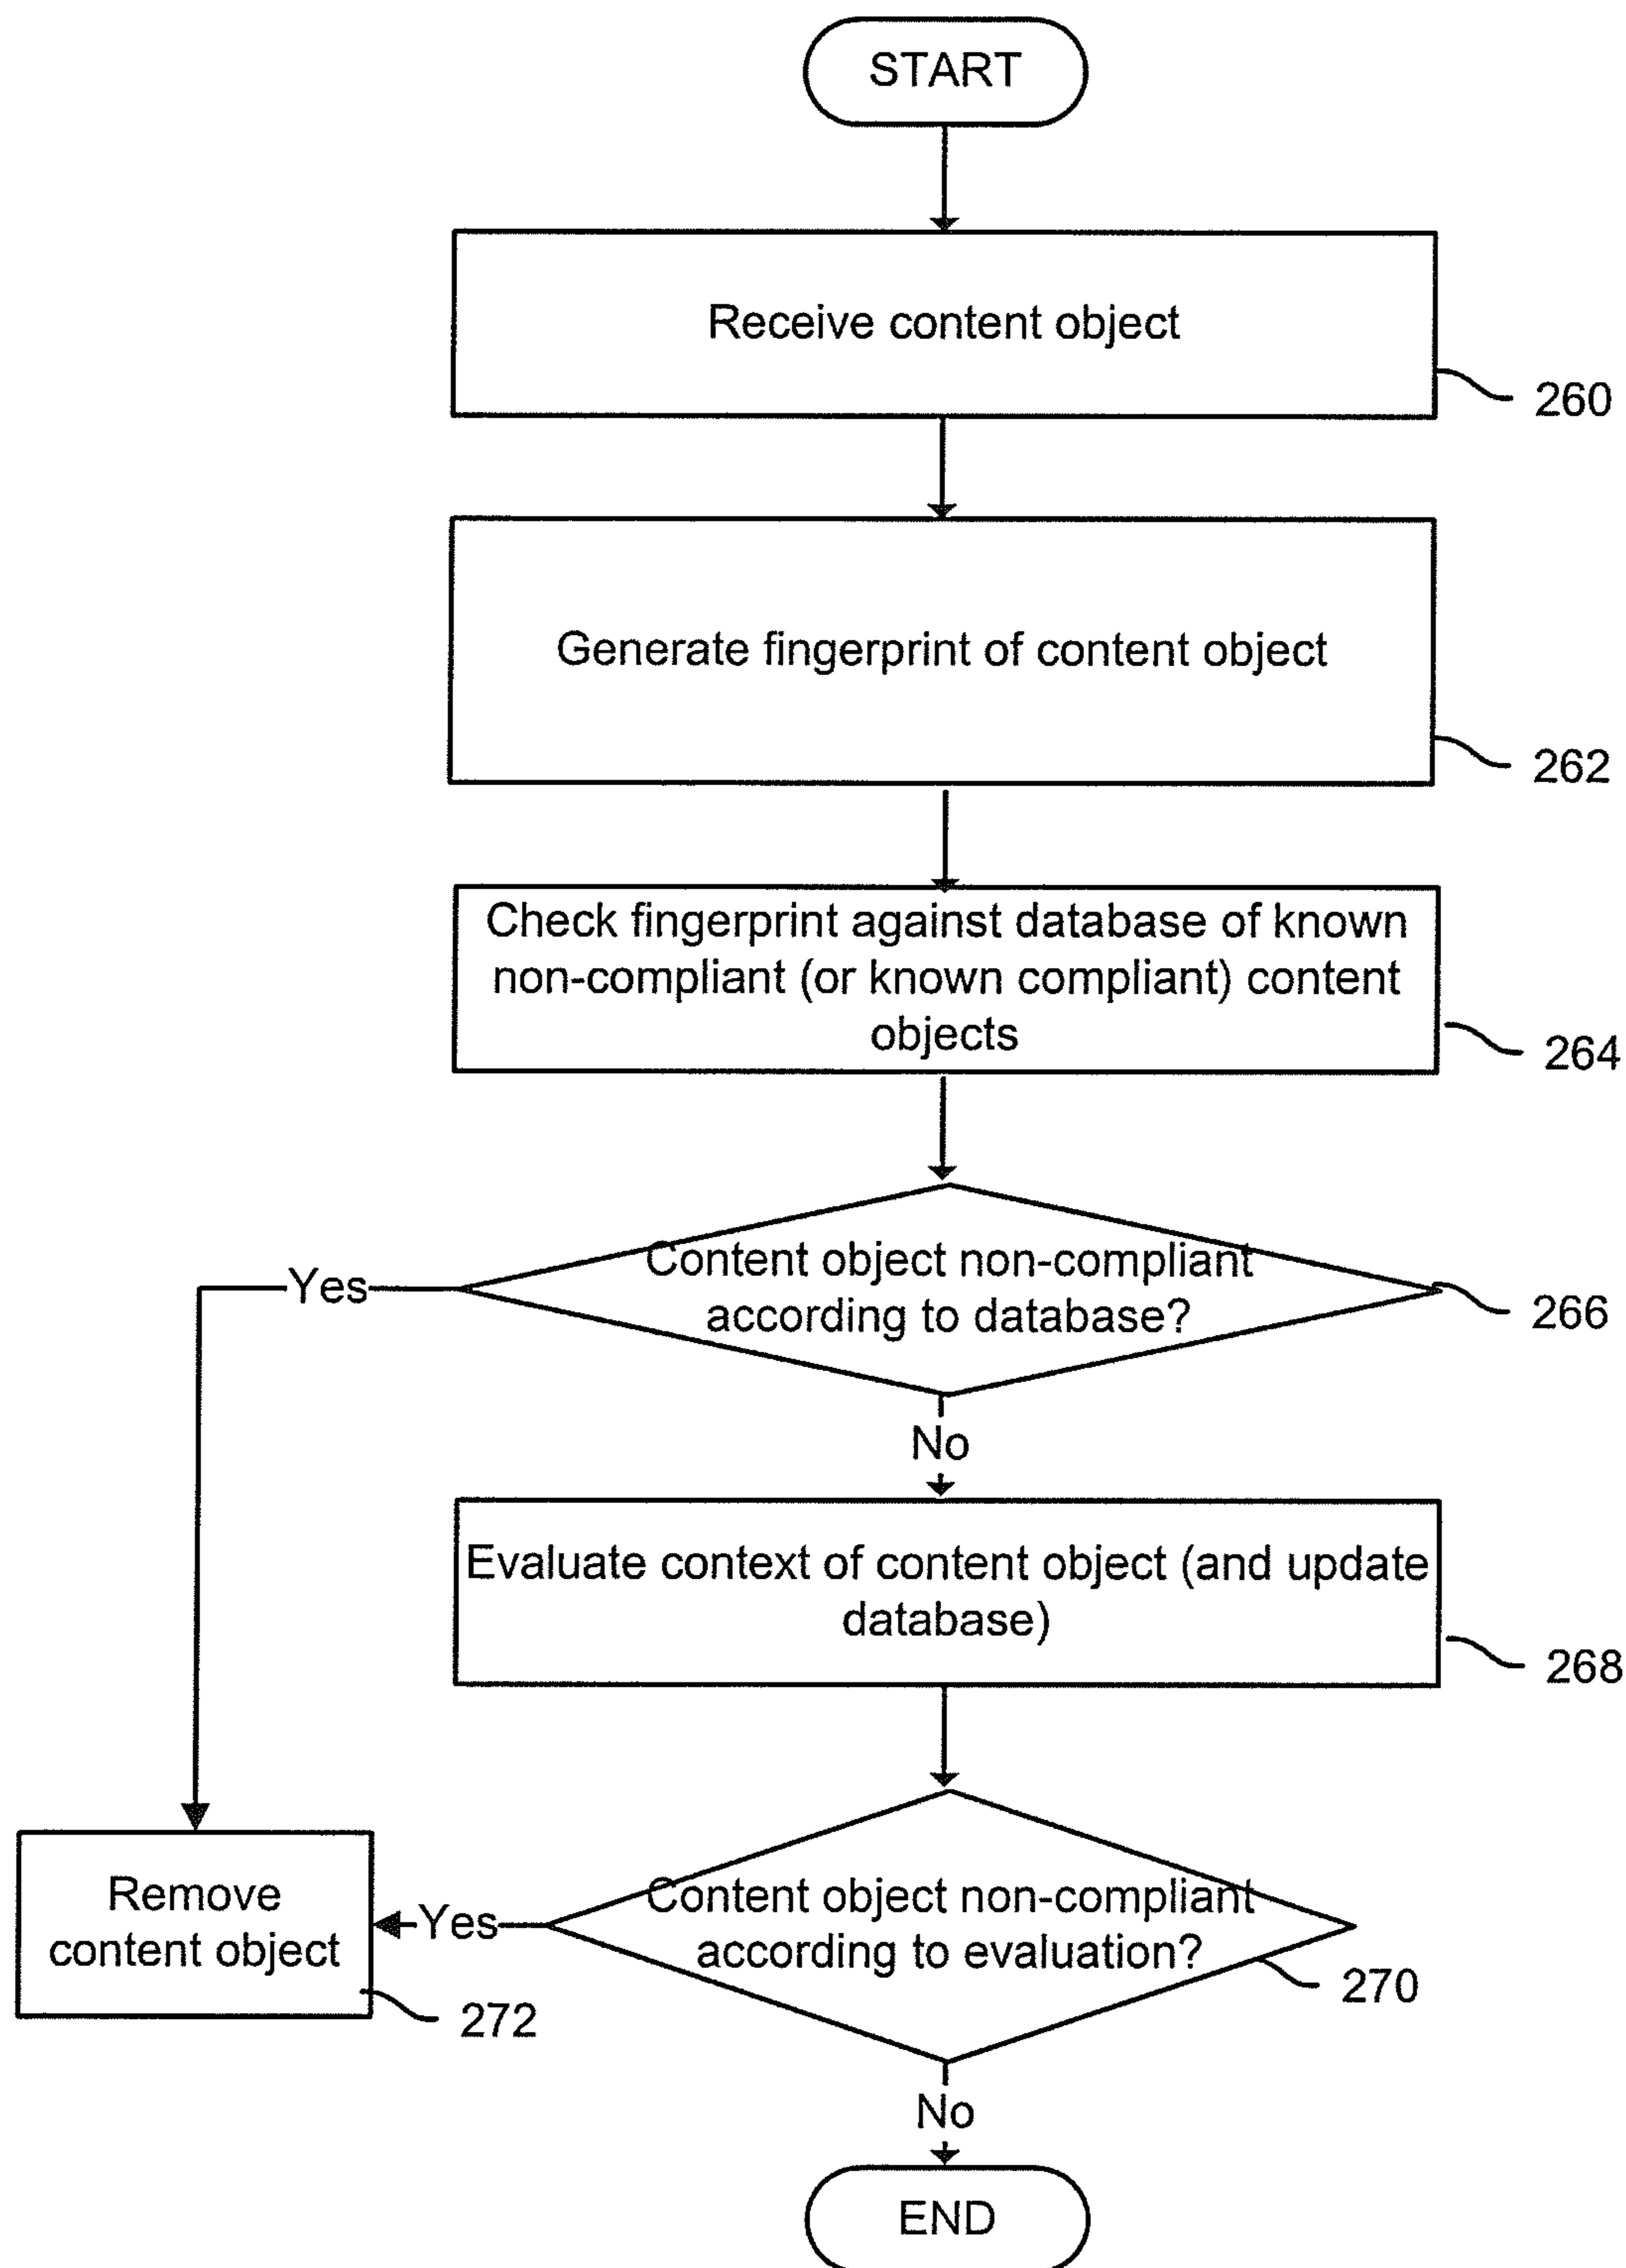 START
Receive content object
260
Generate fingerprint of content object
262
Check fingerprint against database of known
non-compliant (or known compliant) content
objects
264
Content object non-compliant
according to database?
Yes
266
No
Evaluate context of content object (and update
database)
268
Remove
content object
272
Yes
Content object non-compliant
according to evaluation?
270
No
END